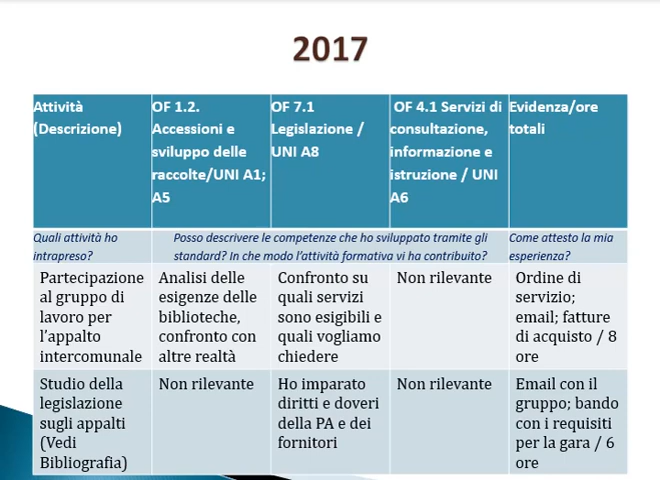 2017
Attività
(Descrizione)
OF 1.2.
Accessioni e
sviluppo delle
raccolte/UNI A1;
A5
OF 7.1
Legislazione /
UNI A8
OF 4.1 Servizi di
consultazione,
informazione e
istruzione / UNI
A6
Evidenza/ore
totali
Quali attività ho
intrapreso?
Posso descrivere le competenze che ho sviluppato tramite gli
standard? In che modo l'attività formativa vi ha contribuito?
Come attesto la mia
esperienza?
Partecipazione
al gruppo di
lavoro per
l'appalto
intercomunale
Analisi delle
esigenze delle
biblioteche,
confronto con
altre realtà
Confronto su
quali servizi
sono esigibili e
quali vogliamo
chiedere
Non rilevante
Ordine di
servizio;
email; fatture
di acquisto / 8
ore
Studio della
legislazione
sugli appalti
(Vedi
Bibliografia)
Non rilevante
Ho imparato
diritti e doveri
della PA e dei
fornitori
Non rilevante
Email con il
gruppo; bando
con i requisiti
per la gara / 6
ore